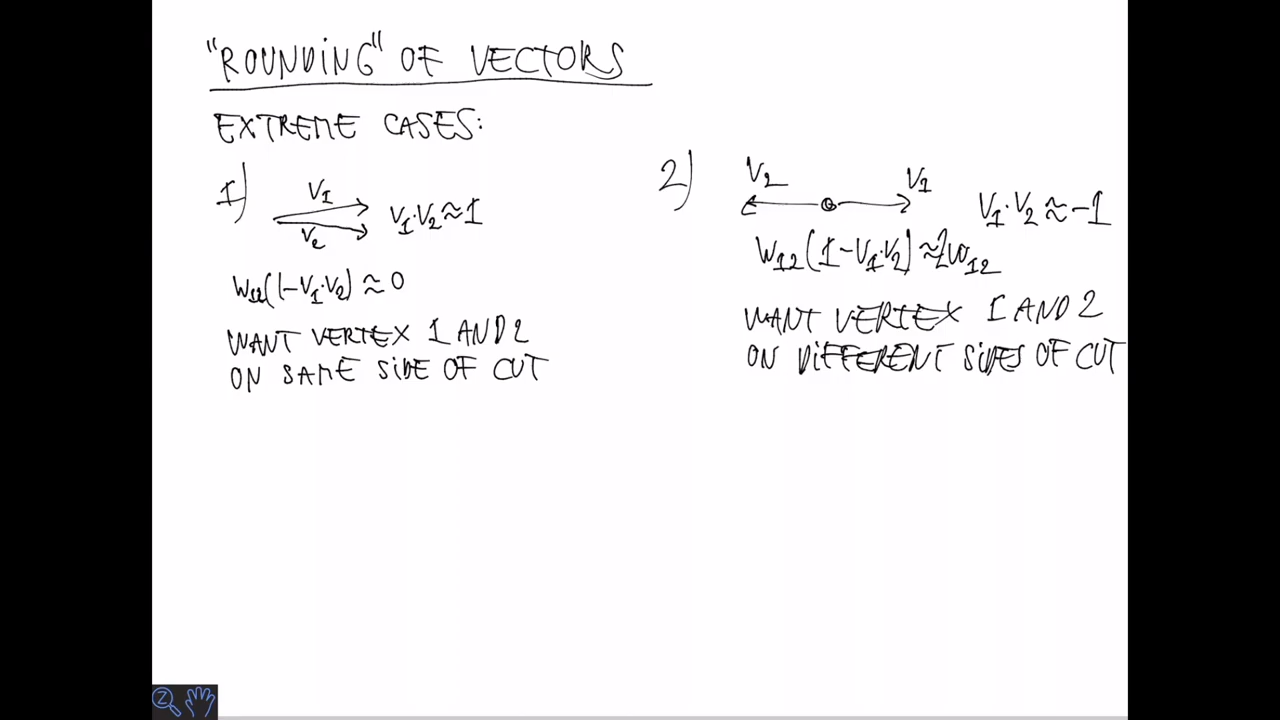 "ROUNDING" OF VECTORS
EXTREME CASES:
1)
V1
V2
V1·V2≈1
W12(1-V1·V2)≈0
WANT VERTEX 1 AND 2
ON SAME SIDE OF CUT
2)
V2
V1
V1·V2≈-1
W12(1-V1·V2)≈2W12
WANT VERTEX 1 AND 2
ON DIFFERENT SIDES OF CUT
Z